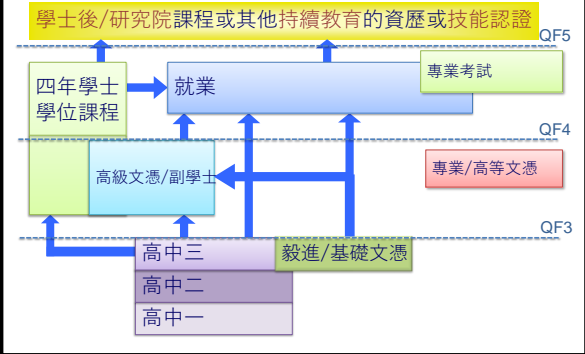 學士後/研究院課程或其他持續教育的資歷或技能認證
QF5
四年學士
學位課程
就業
專業考試
QF4
高級文憑/副學士
專業/高等文憑
QF3
高中三
毅進/基礎文憑
高中二
高中一